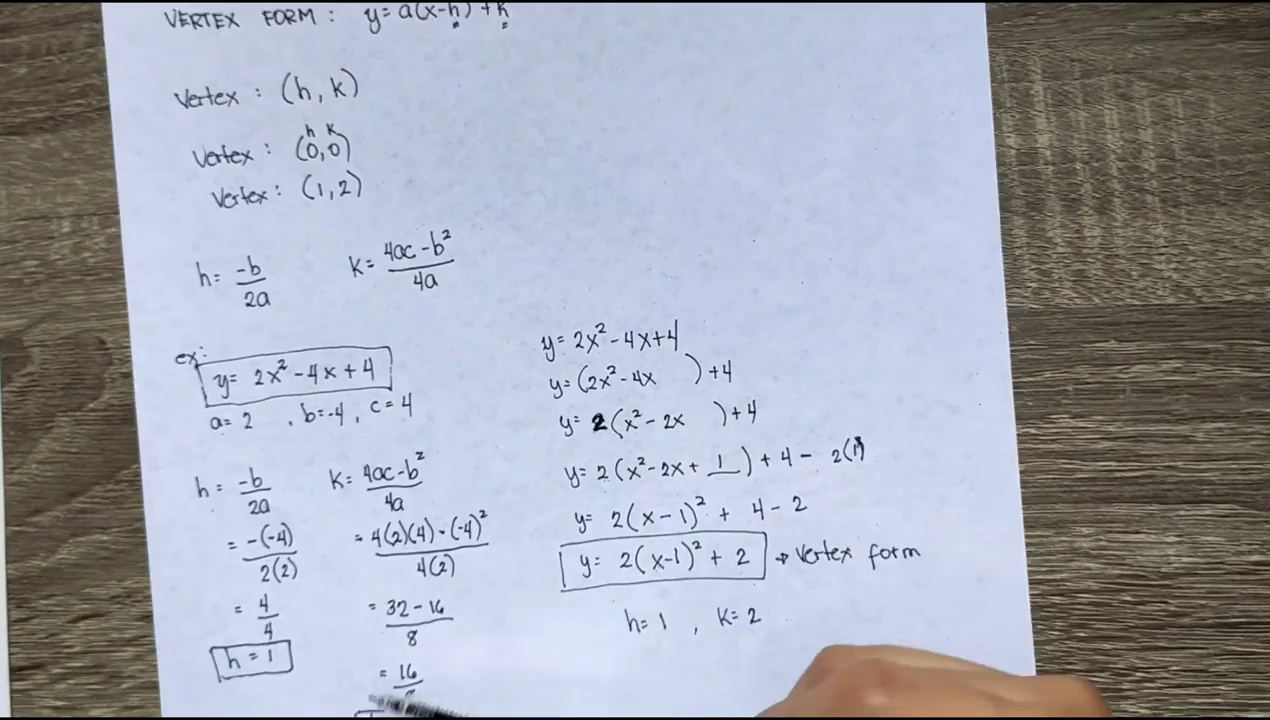 VERTEX FORM : y= a(x-h) + k
Vertex : (h, k)
h k
Vertex : (0,0)
Vertex : (1,2)
h= -b/2a
K= 4ac-b²/4a
ex:
y= 2x² - 4x + 4
a= 2 , b=-4 , c= 4
h= -b/2a
= -(-4)/2(2)
= 4/4
h = 1
K= 4ac-b²/4a
= 4(2)(4) - (-4)²/4(2)
= 32-16/8
= 16/
y= 2x² - 4x+4
y= (2x² - 4x ) +4
y= 2(x² - 2x ) +4
y= 2(x² - 2x + 1) + 4 - 2(1)
y= 2(x-1)² + 4-2
y= 2(x-1)² + 2 → Vertex form
h= 1 , K= 2